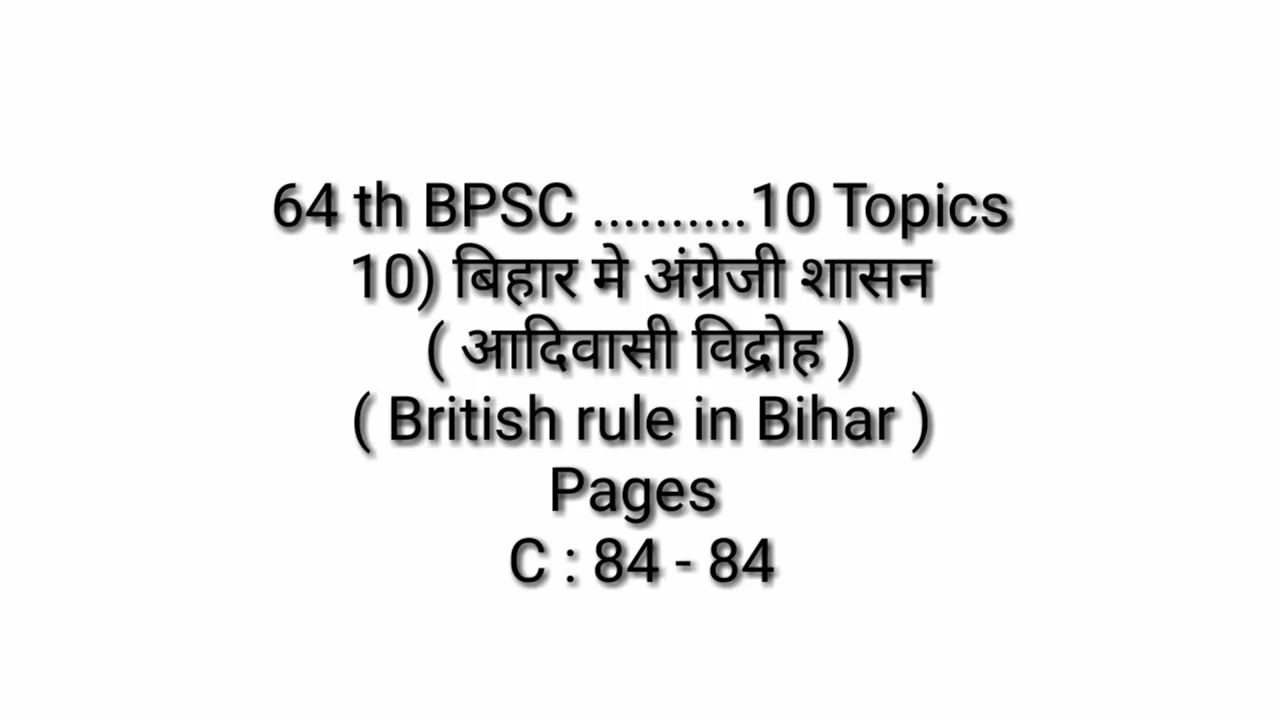 64 th BPSC ..........10 Topics
10) बिहार मे अंग्रेजी शासन
( आदिवासी विद्रोह )
( British rule in Bihar )
Pages
C : 84 - 84